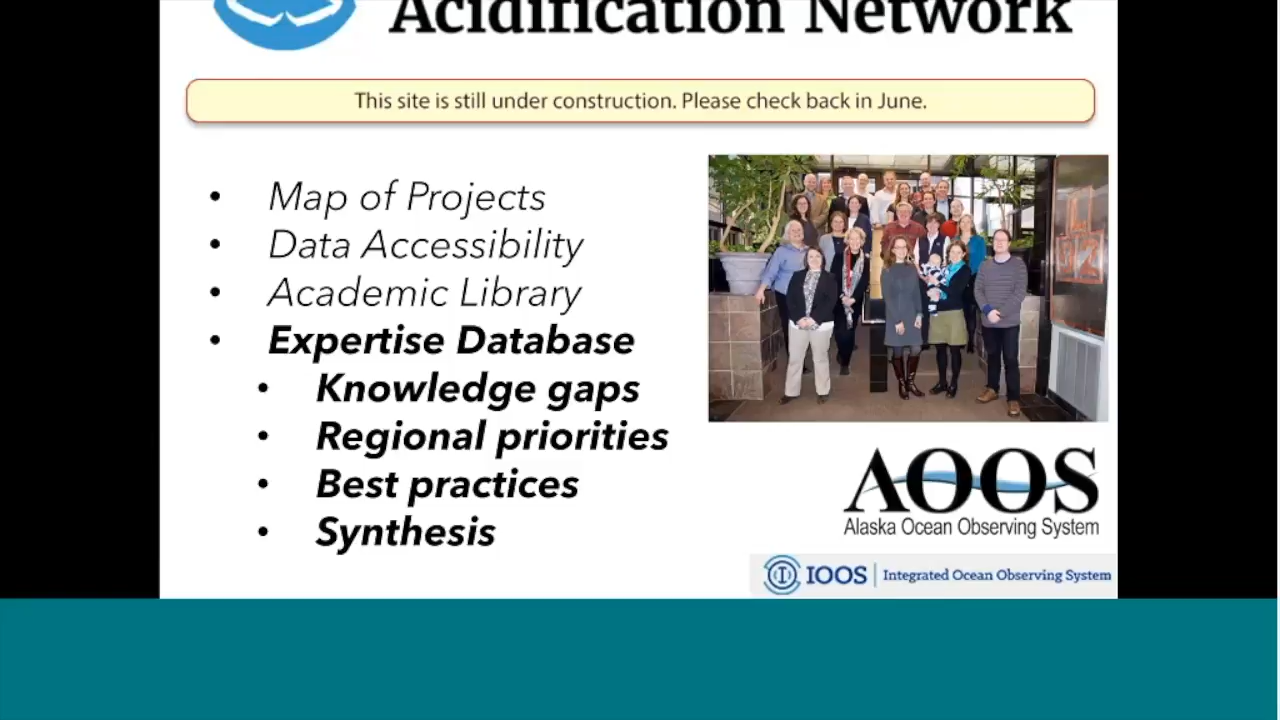 Acidification Network
This site is still under construction. Please check back in June.
• Map of Projects
• Data Accessibility
• Academic Library
• Expertise Database
• Knowledge gaps
• Regional priorities
• Best practices
• Synthesis
AOOS
Alaska Ocean Observing System
IOOS | Integrated Ocean Observing System